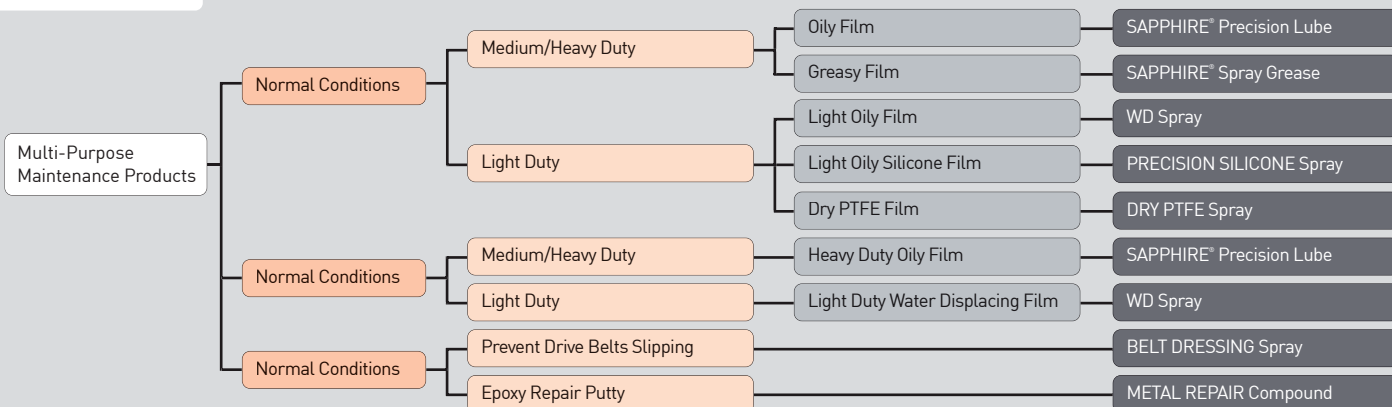 Multi-Purpose
Maintenance Products
Normal Conditions
Medium/Heavy Duty
Oily Film
SAPPHIRE® Precision Lube
Greasy Film
SAPPHIRE® Spray Grease
Light Duty
Light Oily Film
WD Spray
Light Oily Silicone Film
PRECISION SILICONE Spray
Dry PTFE Film
DRY PTFE Spray
Normal Conditions
Medium/Heavy Duty
Heavy Duty Oily Film
SAPPHIRE® Precision Lube
Light Duty
Light Duty Water Displacing Film
WD Spray
Normal Conditions
Prevent Drive Belts Slipping
BELT DRESSING Spray
Epoxy Repair Putty
METAL REPAIR Compound